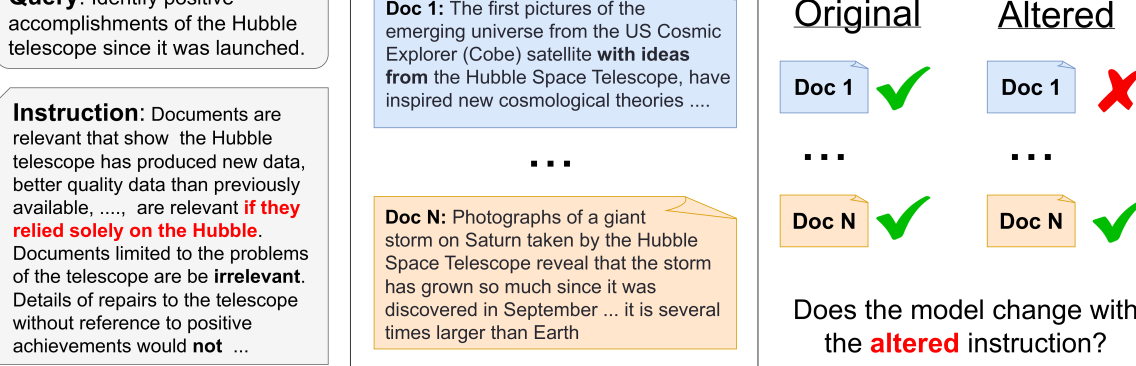 Query: Identify positive
accomplishments of the Hubble
telescope since it was launched.
Instruction: Documents are
relevant that show the Hubble
telescope has produced new data,
better quality data than previously
available, ...., are relevant if they
relied solely on the Hubble.
Documents limited to the problems
of the telescope are be irrelevant.
Details of repairs to the telescope
without reference to positive
achievements would not ...
Doc 1: The first pictures of the
emerging universe from the US Cosmic
Explorer (Cobe) satellite with ideas
from the Hubble Space Telescope, have
inspired new cosmological theories ....
...
Doc N: Photographs of a giant
storm on Saturn taken by the Hubble
Space Telescope reveal that the storm
has grown so much since it was
discovered in September ... it is several
times larger than Earth
Original Altered
Doc 1 Doc 1
... ...
Doc N Doc N
Does the model change with
the altered instruction?